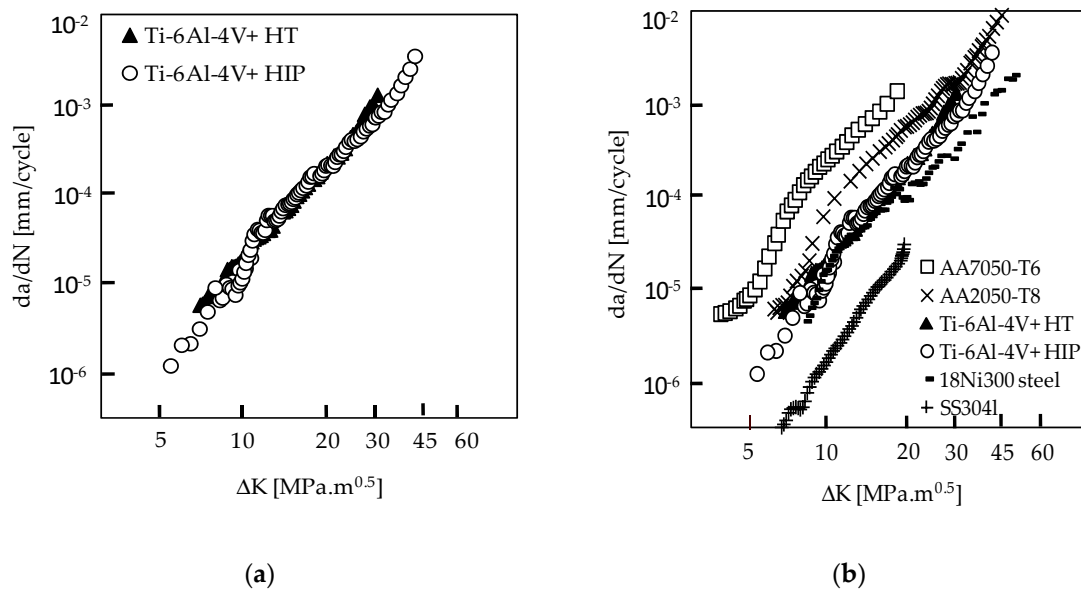 10-2
10-3
10-4
10-5
10-6
da/dN [mm/cycle]
Ti-6Al-4V+ HT
Ti-6Al-4V+ HIP
5 10 20 30 45 60
ΔK [MPa.m0.5]
(a)
10-2
10-3
10-4
10-5
10-6
da/dN [mm/cycle]
AA7050-T6
AA2050-T8
Ti-6Al-4V+ HT
Ti-6Al-4V+ HIP
18Ni300 steel
SS304l
5 10 20 30 45 60
ΔK [MPa.m0.5]
(b)